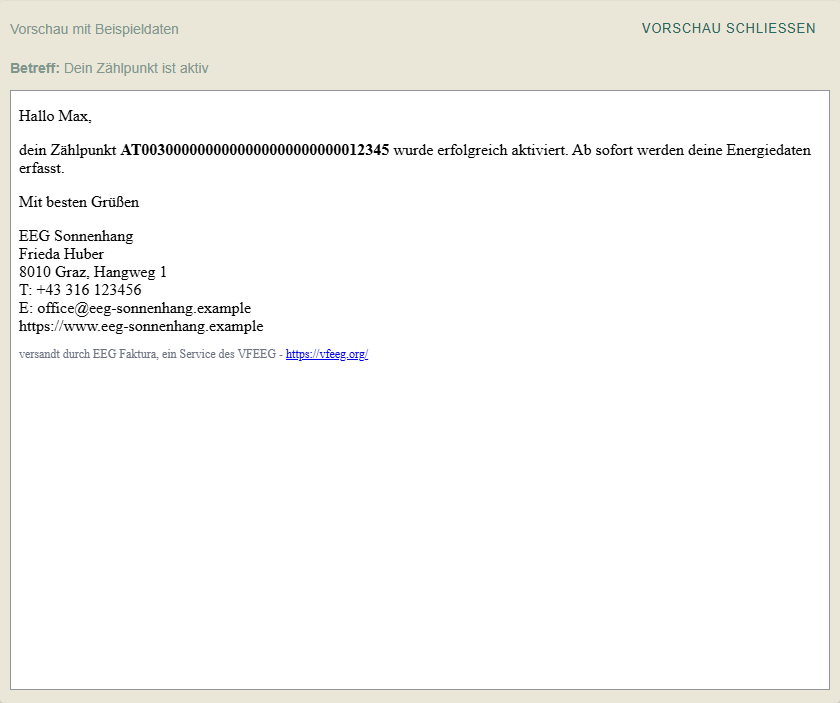 Vorschau mit Beispieldaten
VORSCHAU SCHLIESSEN
Betreff: Dein Zählpunkt ist aktiv
Hallo Max,
dein Zählpunkt AT0030000000000000000000000012345 wurde erfolgreich aktiviert. Ab sofort werden deine Energiedaten
erfasst.
Mit besten Grüßen
EEG Sonnenhang
Frieda Huber
8010 Graz, Hangweg 1
T: +43 316 123456
E: office@eeg-sonnenhang.example
https://www.eeg-sonnenhang.example
versandt durch EEG Faktura, ein Service des VFEEG - https://vfeeg.org/